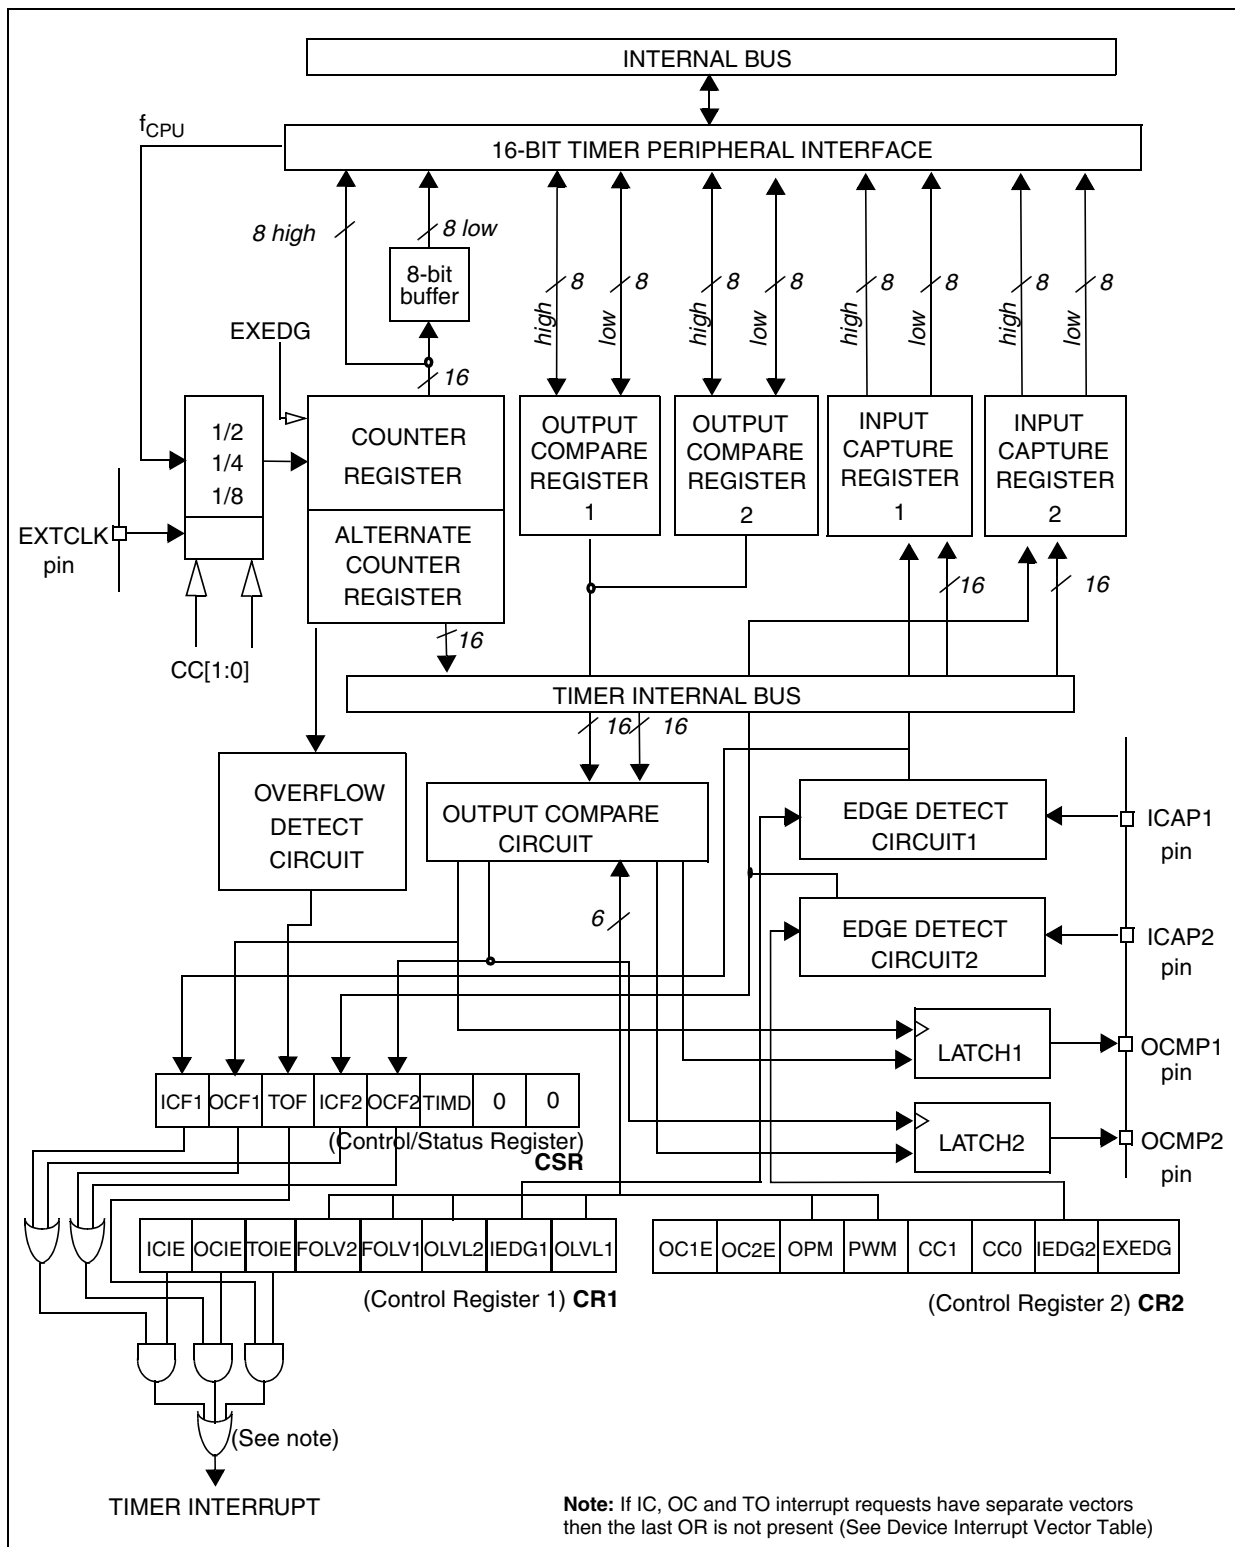 INTERNAL BUS
fCPU
16-BIT TIMER PERIPHERAL INTERFACE
8 high
8 low
8-bit
buffer
high
8
low
8
high
8
low
8
high
8
low
8
high
8
low
8
EXEDG
16
1/2
1/4
1/8
COUNTER
REGISTER
ALTERNATE
COUNTER
REGISTER
OUTPUT
COMPARE
REGISTER
1
OUTPUT
COMPARE
REGISTER
2
INPUT
CAPTURE
REGISTER
1
INPUT
CAPTURE
REGISTER
2
EXTCLK
pin
CC[1:0]
16
16
16
TIMER INTERNAL BUS
16
16
OVERFLOW
DETECT
CIRCUIT
OUTPUT COMPARE
CIRCUIT
EDGE DETECT
CIRCUIT1
ICAP1
pin
6
EDGE DETECT
CIRCUIT2
ICAP2
pin
LATCH1
OCMP1
pin
LATCH2
OCMP2
pin
ICF1 OCF1 TOF ICF2 OCF2 TIMD 0 0
(Control/Status Register)
CSR
ICIE OCIE TOIE FOLV2 FOLV1 OLVL2 IEDG1 OLVL1
(Control Register 1) CR1
OC1E OC2E OPM PWM CC1 CC0 IEDG2 EXEDG
(Control Register 2) CR2
(See note)
TIMER INTERRUPT
Note: If IC, OC and TO interrupt requests have separate vectors
then the last OR is not present (See Device Interrupt Vector Table)